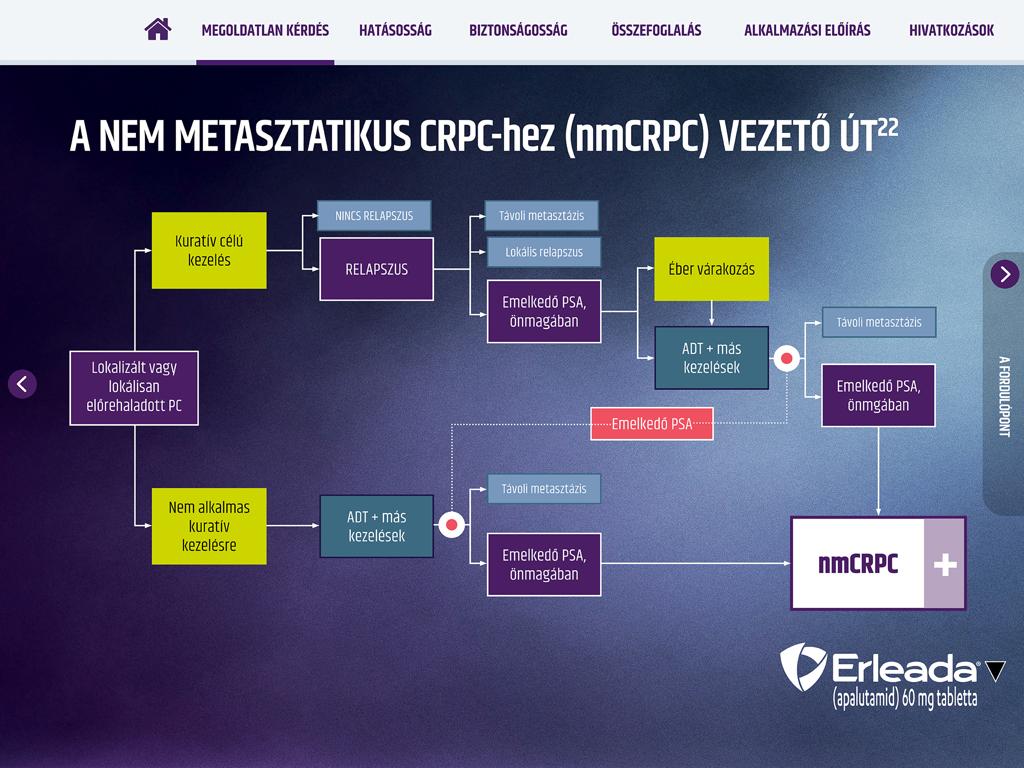 MEGOLDATLAN KÉRDÉS
HATÁSOSSÁG
BIZTONSÁGOSSÁG
ÖSSZEFOGLALÁS
ALKALMAZÁSI ELŐÍRÁS
HIVATKOZÁSOK
A NEM METASZTATIKUS CRPC-hez (nmCRPC) VEZETŐ ÚT22
Kuratív célú
kezelés
NINCS RELAPSZUS
RELAPSZUS
Távoli metasztázis
Lokális relapszus
Emelkedő PSA,
önmagában
Éber várakozás
ADT + más
kezelések
Távoli metasztázis
Emelkedő PSA,
önmgában
Lokalizált vagy
lokálisan
előrehaladott PC
A FORDULÓPONT
Emelkedő PSA
Nem alkalmas
kuratív
kezelésre
ADT + más
kezelések
Távoli metasztázis
Emelkedő PSA,
önmagában
nmCRPC
+
Erleada®
(apalutamid) 60 mg tabletta